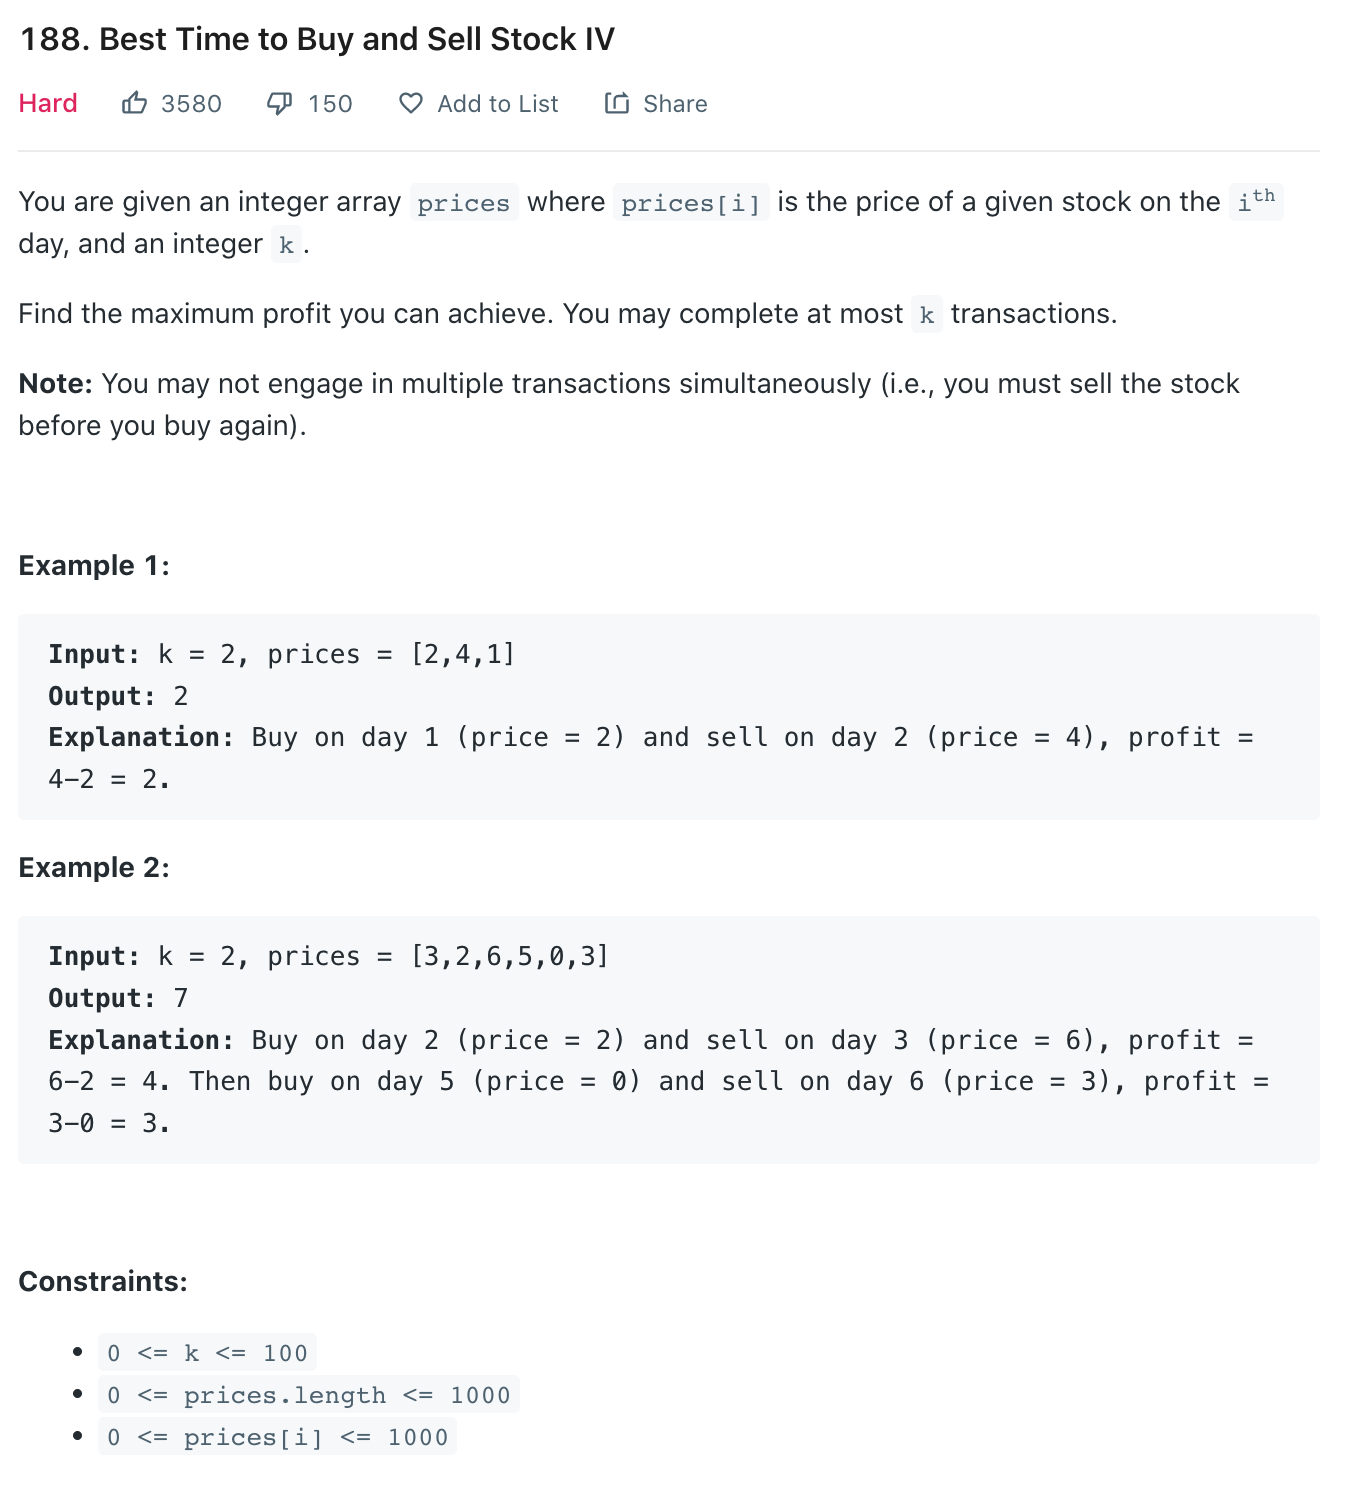 188. Best Time to Buy and Sell Stock IV
Hard 3580 150 Add to List Share
You are given an integer array prices where prices[i] is the price of a given stock on the iᵗʰ
day, and an integer k.
Find the maximum profit you can achieve. You may complete at most k transactions.
Note: You may not engage in multiple transactions simultaneously (i.e., you must sell the stock
before you buy again).
Example 1:
Input: k = 2, prices = [2,4,1]
Output: 2
Explanation: Buy on day 1 (price = 2) and sell on day 2 (price = 4), profit =
4-2 = 2.
Example 2:
Input: k = 2, prices = [3,2,6,5,0,3]
Output: 7
Explanation: Buy on day 2 (price = 2) and sell on day 3 (price = 6), profit =
6-2 = 4. Then buy on day 5 (price = 0) and sell on day 6 (price = 3), profit =
3-0 = 3.
Constraints:
• 0 <= k <= 100
• 0 <= prices.length <= 1000
• 0 <= prices[i] <= 1000